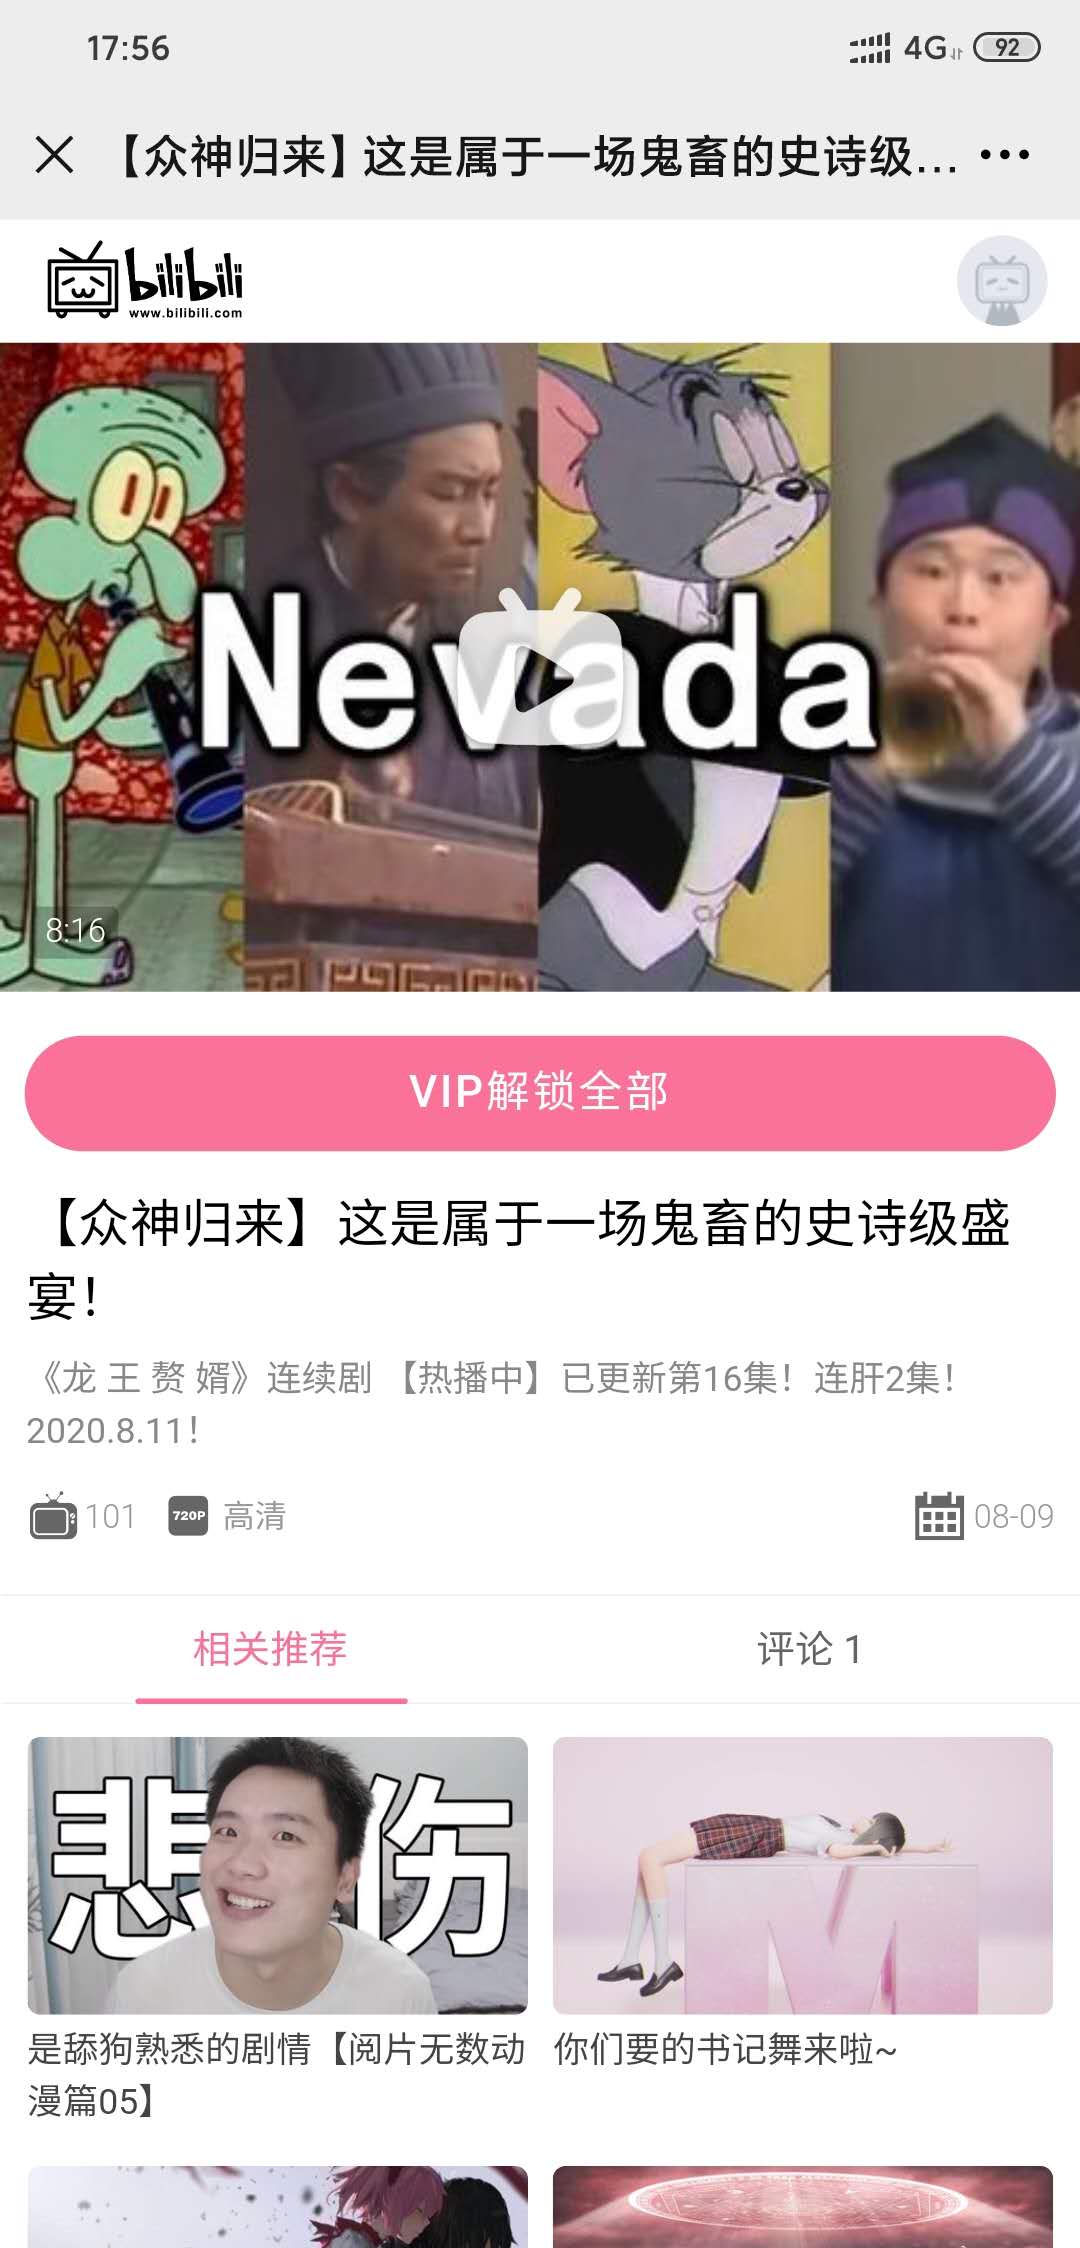 17:56
4G
92
【众神归来】这是属于一场鬼畜的史诗级...
bilibili
www.bilibili.com
Nevada
8:16
VIP解锁全部
【众神归来】这是属于一场鬼畜的史诗级盛
宴！
《龙 王 赘 婿》连续剧 【热播中】已更新第16集！连肝2集！
2020.8.11！
101
720P
高清
08-09
相关推荐
评论 1
悲伤
M
是舔狗熟悉的剧情【阅片无数动
漫篇05】
你们要的书记舞来啦~